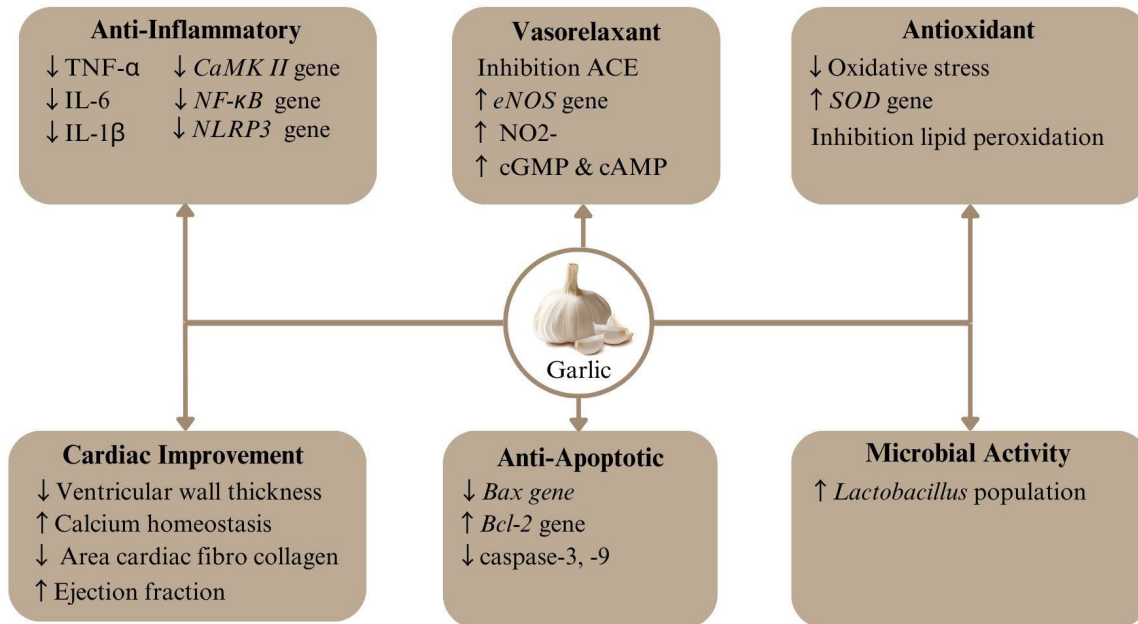 Anti-Inflammatory
↓ TNF-α ↓ CaMK II gene
↓ IL-6 ↓ NF-κB gene
↓ IL-1β ↓ NLRP3 gene
Vasorelaxant
Inhibition ACE
↑ eNOS gene
↑ NO2-
↑ cGMP & cAMP
Antioxidant
↓ Oxidative stress
↑ SOD gene
Inhibition lipid peroxidation
Garlic
Cardiac Improvement
↓ Ventricular wall thickness
↑ Calcium homeostasis
↓ Area cardiac fibro collagen
↑ Ejection fraction
Anti-Apoptotic
↓ Bax gene
↑ Bcl-2 gene
↓ caspase-3, -9
Microbial Activity
↑ Lactobacillus population